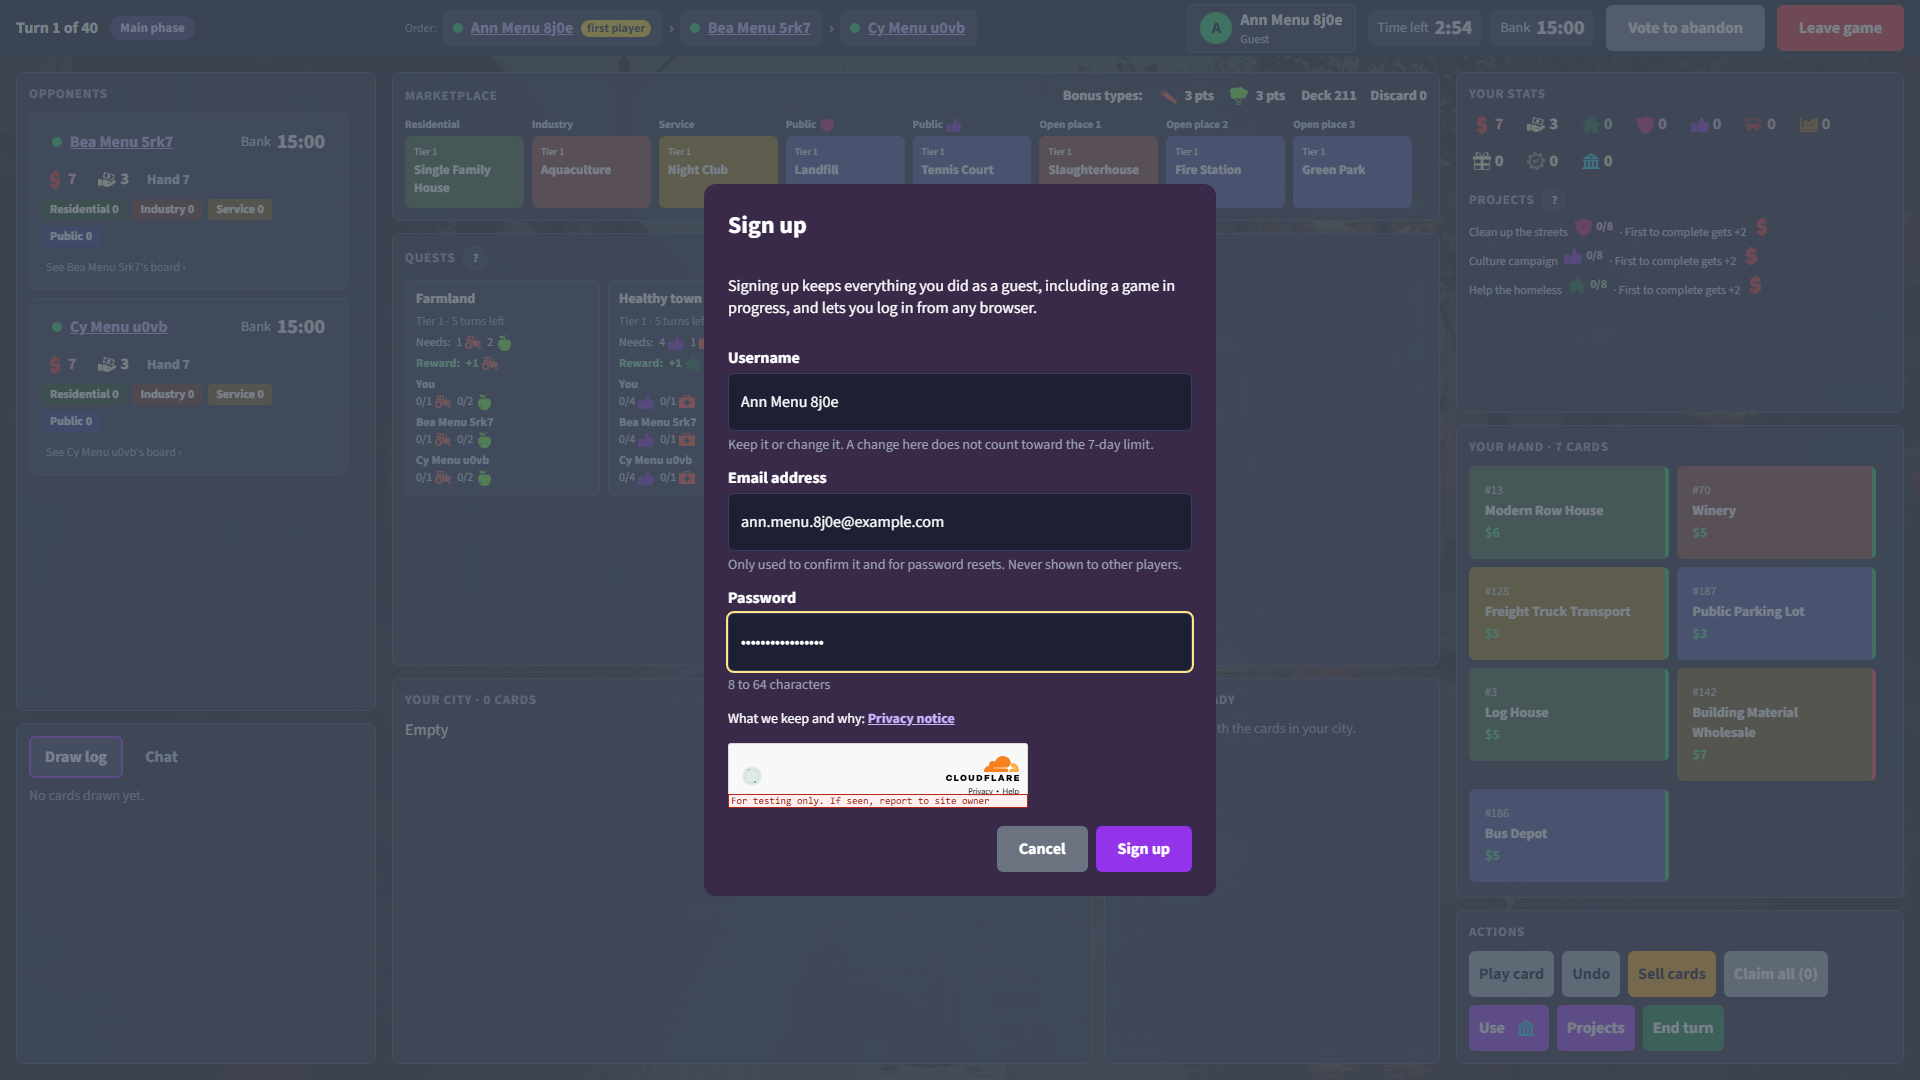 Turn 1 of 40
Main phase
Order:
Ann Menu 8j0e
first player
›
Bea Menu 5rk7
›
Cy Menu u0vb
A
Ann Menu 8j0e
Guest
Time left 2:54
Bank 15:00
Vote to abandon
Leave game
OPPONENTS
Bea Menu 5rk7
Bank 15:00
7
3
Hand 7
Residential 0
Industry 0
Service 0
Public 0
See Bea Menu 5rk7's board ›
Cy Menu u0vb
Bank 15:00
7
3
Hand 7
Residential 0
Industry 0
Service 0
Public 0
See Cy Menu u0vb's board ›
Draw log
Chat
No cards drawn yet.
MARKETPLACE
Bonus types:
3 pts
3 pts
Deck 211
Discard 0
Residential
Tier 1
Single Family
House
Industry
Tier 1
Aquaculture
Service
Tier 1
Night Club
Public
Tier 1
Landfill
Public
Tier 1
Tennis Court
Open place 1
Tier 1
Slaughterhouse
Open place 2
Tier 1
Fire Station
Open place 3
Tier 1
Green Park
QUESTS
?
Farmland
Tier 1 · 5 turns left
Needs: 1 2
Reward: +1
You
0/1 0/2
Bea Menu 5rk7
0/1 0/2
Cy Menu u0vb
0/1 0/2
Healthy town
Tier 1 · 5 turns lef
Needs: 4 1
Reward: +1
You
0/4 0/1
Bea Menu 5rk7
0/4 0/1
Cy Menu u0vb
0/4 0/1
YOUR CITY · 0 CARDS
Empty
ADY
th the cards in your city.
Sign up
Signing up keeps everything you did as a guest, including a game in
progress, and lets you log in from any browser.
Username
Ann Menu 8j0e
Keep it or change it. A change here does not count toward the 7-day limit.
Email address
ann.menu.8j0e@example.com
Only used to confirm it and for password resets. Never shown to other players.
Password
•••••••••••••••••
8 to 64 characters
What we keep and why: Privacy notice
CLOUDFLARE
Privacy • Help
For testing only. If seen, report to site owner
Cancel
Sign up
YOUR STATS
7
3
0
0
0
0
0
0
0
0
PROJECTS
?
Clean up the streets 0/8 · First to complete gets +2
Culture campaign 0/8 · First to complete gets +2
Help the homeless 0/8 · First to complete gets +2
YOUR HAND · 7 CARDS
#13
Modern Row House
$6
#70
Winery
$5
#128
Freight Truck Transport
$5
#187
Public Parking Lot
$3
#3
Log House
$5
#142
Building Material
Wholesale
$7
#186
Bus Depot
$5
ACTIONS
Play card
Undo
Sell cards
Claim all (0)
Use
Projects
End turn